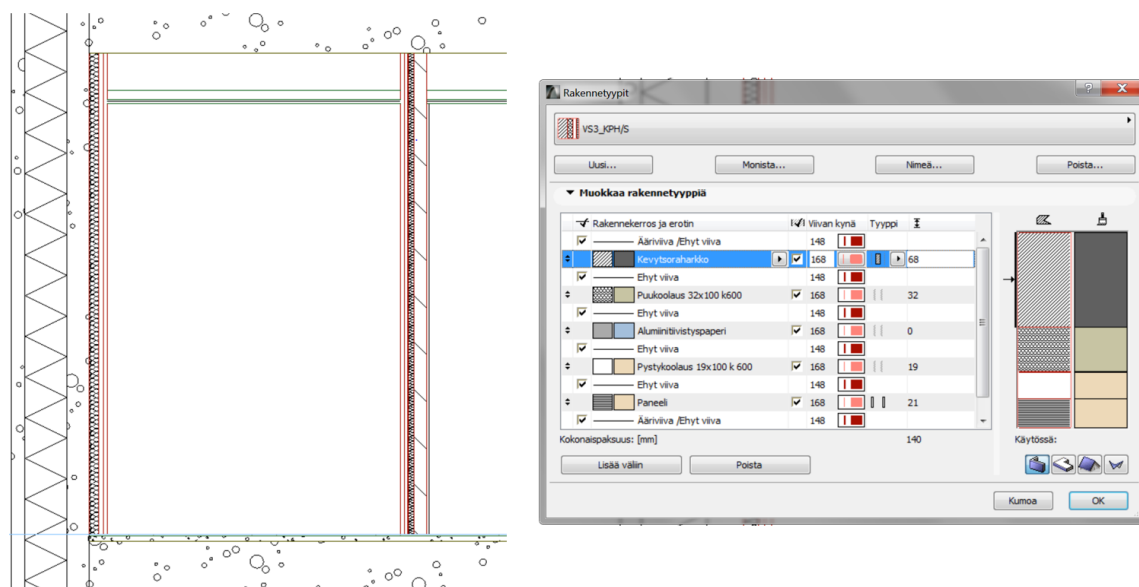 Rakennetyypit
VS3_KPH/S
Uusi... Monista... Nimeä... Poista...
Muokkaa rakennetyyppiä
Rakennekerros ja erotin Viivan kynä Tyyppi
Ääriviiva /Ehyt viiva 148
Kevytsoraharkko 168 68
Ehyt viiva 148
Puukoolaus 32x100 k600 168 32
Ehyt viiva 148
Alumiinitiivistyspaperi 168 0
Ehyt viiva 148
Pystykoolaus 19x100 k 600 168 19
Ehyt viiva 148
Paneeli 168 21
Ääriviiva /Ehyt viiva 148
Kokonaispaksuus: [mm] 140
Käytössä:
Lisää väliin Poista
Kumoa OK